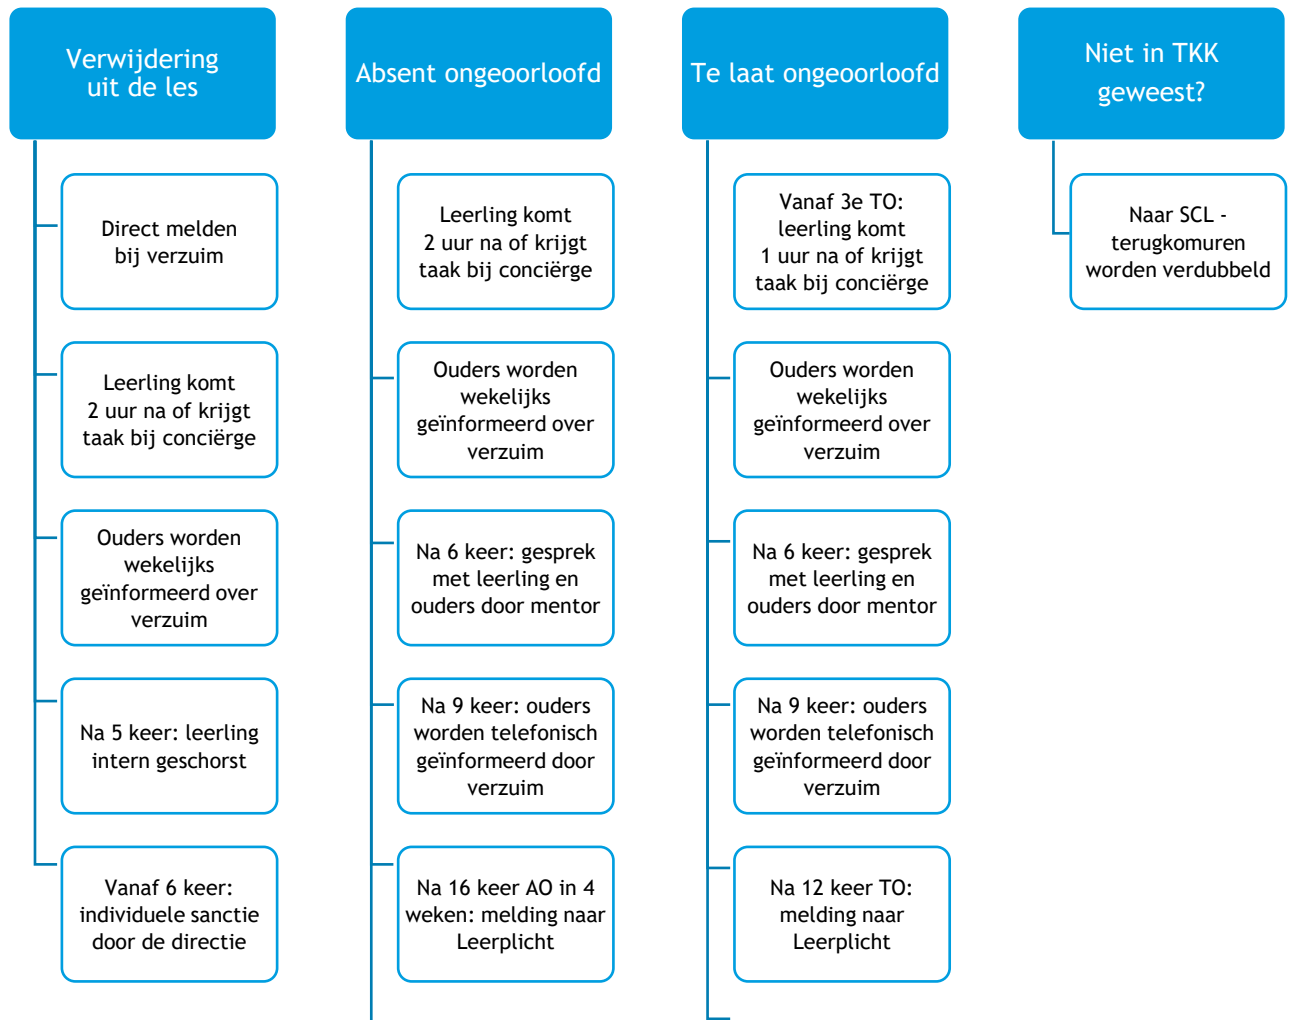 Verwijdering
uit de les
Direct melden
bij verzuim
Leerling komt
2 uur na of krijgt
taak bij conciërge
Ouders worden
wekelijks
geïnformeerd over
verzuim
Na 5 keer: leerling
intern geschorst
Vanaf 6 keer:
individuele sanctie
door de directie
Absent ongeoorloofd
Leerling komt
2 uur na of krijgt
taak bij conciërge
Ouders worden
wekelijks
geïnformeerd over
verzuim
Na 6 keer: gesprek
met leerling en
ouders door mentor
Na 9 keer: ouders
worden telefonisch
geïnformeerd door
verzuim
Na 16 keer AO in 4
weken: melding naar
Leerplicht
Te laat ongeoorloofd
Vanaf 3e TO:
leerling komt
1 uur na of krijgt
taak bij conciërge
Ouders worden
wekelijks
geïnformeerd over
verzuim
Na 6 keer: gesprek
met leerling en
ouders door mentor
Na 9 keer: ouders
worden telefonisch
geïnformeerd door
verzuim
Na 12 keer TO:
melding naar
Leerplicht
Niet in TKK
geweest?
Naar SCL -
terugkomuren
worden verdubbeld